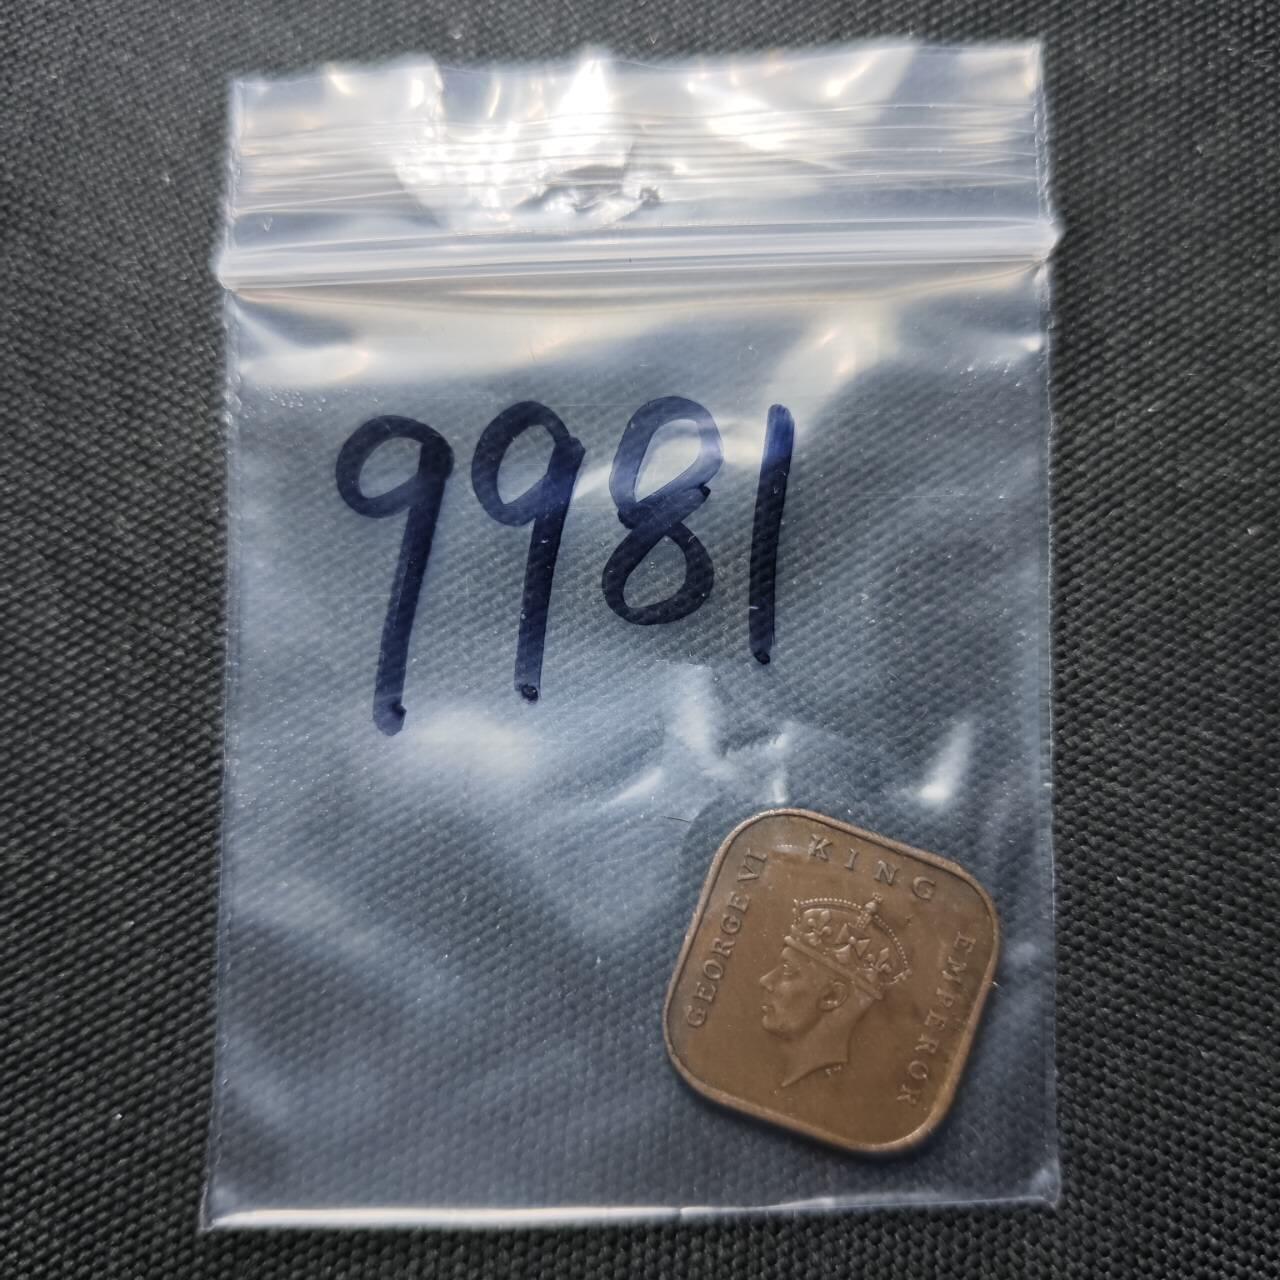 9981
GEORGE VI KING EMPEROR